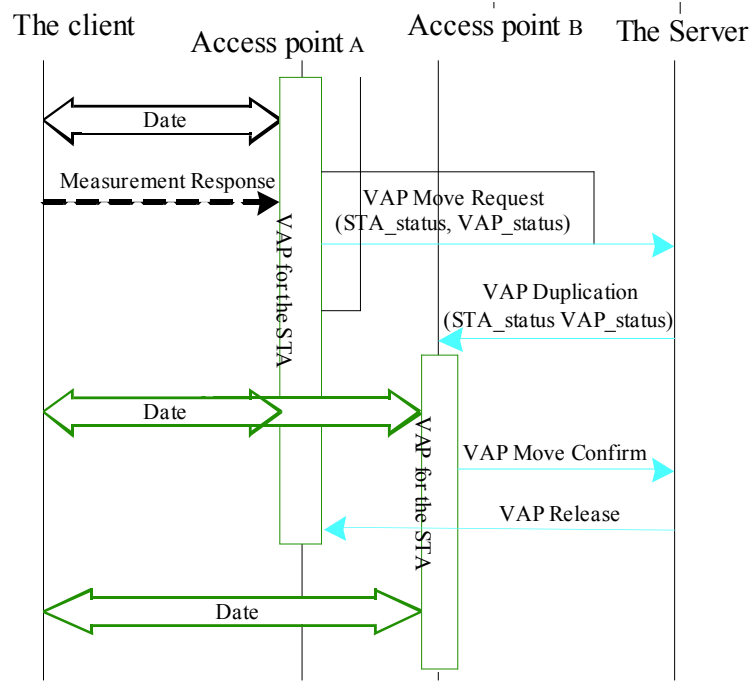 The client
Access point A
Access point B
The Server
Date
Measurement Response
VAP Move Request
(STA_status, VAP_status)
VAP for the STA
VAP Duplication
(STA_status VAP_status)
Date
VAP for the STA
VAP Move Confirm
VAP Release
Date